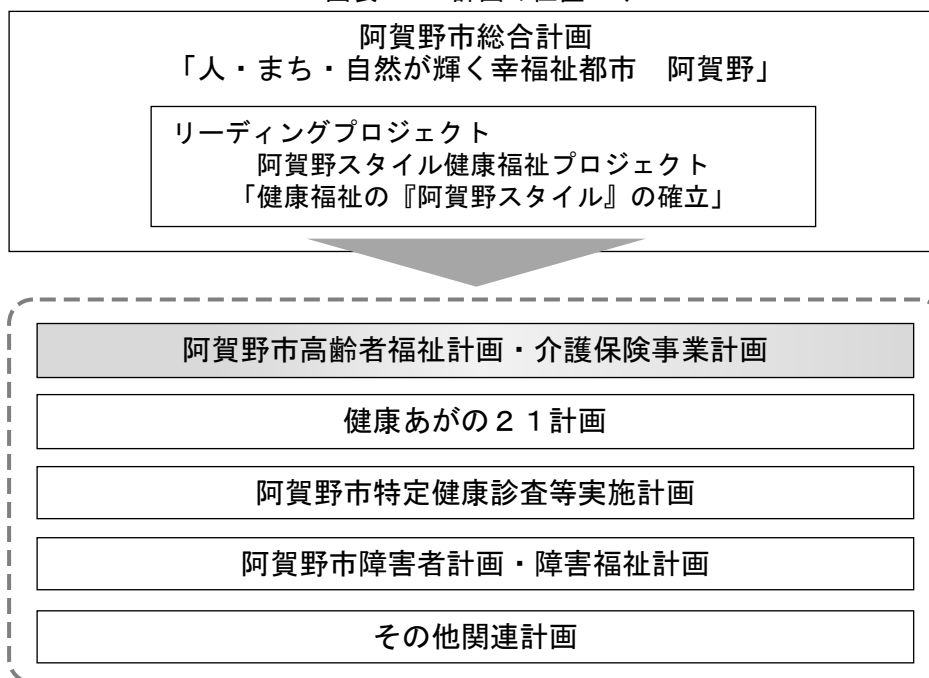 阿賀野市総合計画
「人・まち・自然が輝く幸福祉都市　阿賀野」
リーディングプロジェクト
阿賀野スタイル健康福祉プロジェクト
「健康福祉の『阿賀野スタイル』の確立」
阿賀野市高齢者福祉計画・介護保険事業計画
健康あがの２１計画
阿賀野市特定健康診査等実施計画
阿賀野市障害者計画・障害福祉計画
その他関連計画